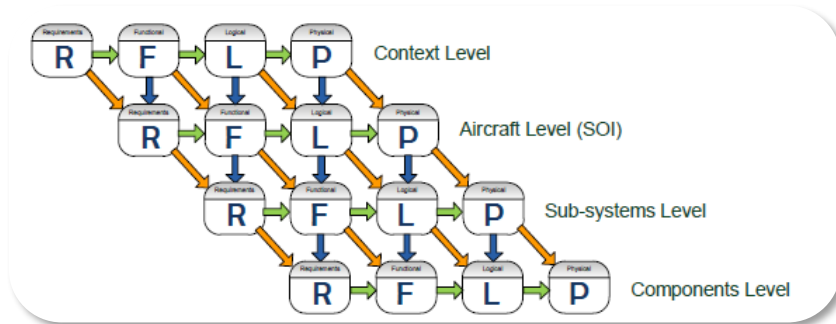 Requirements Functional Logical Physical
R F L P Context Level
Requirements Functional Logical Physical
R F L P Aircraft Level (SOI)
Requirements Functional Logical Physical
R F L P Sub-systems Level
Requirements Functional Logical Physical
R F L P Components Level